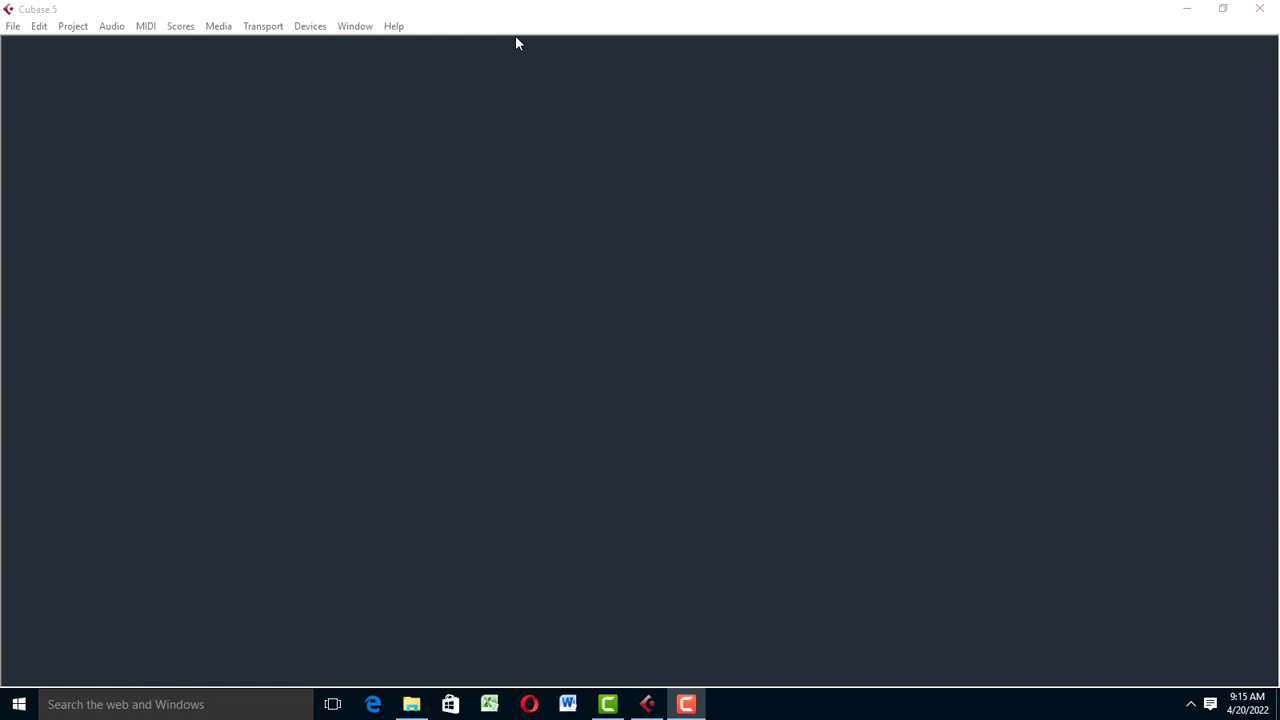 Cubase 5
File Edit Project Audio MIDI Scores Media Transport Devices Window Help
Search the web and Windows
9:15 AM
4/20/2022